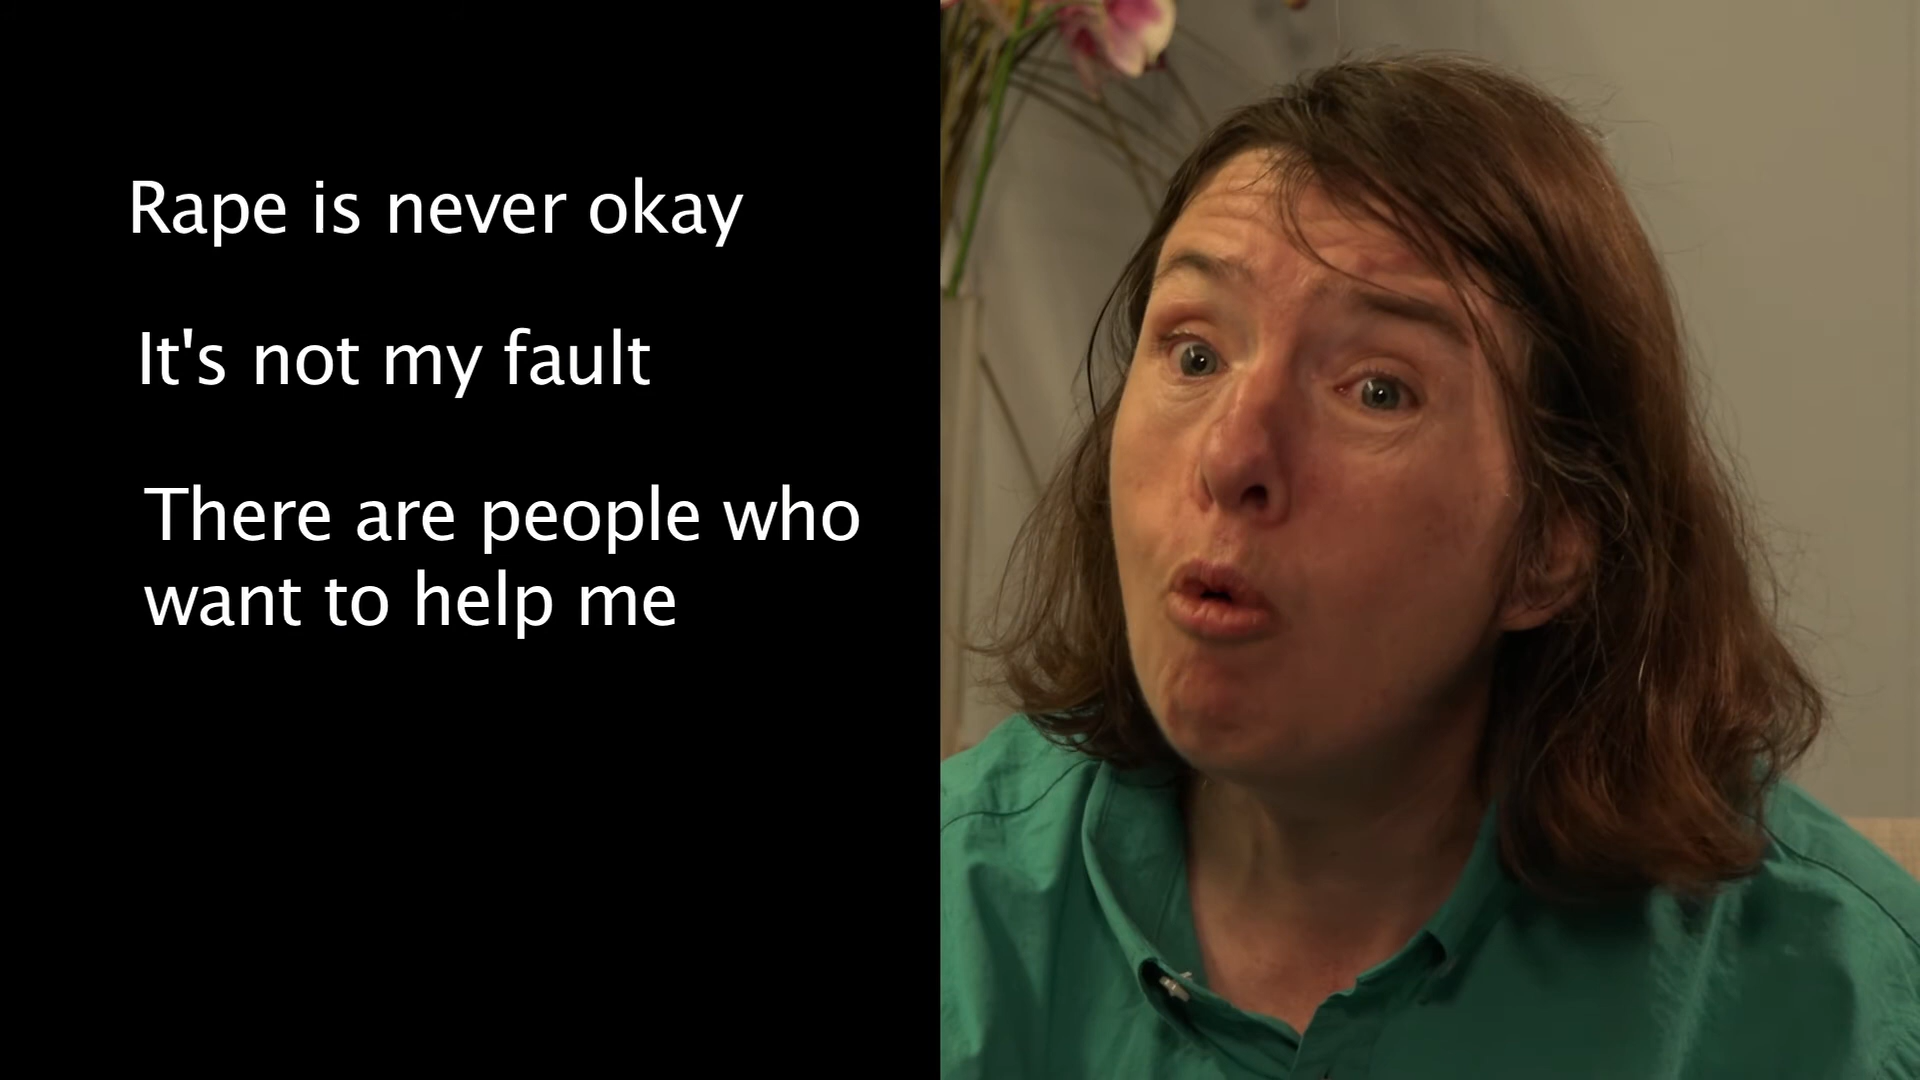 Rape is never okay
It's not my fault
There are people who
want to help me